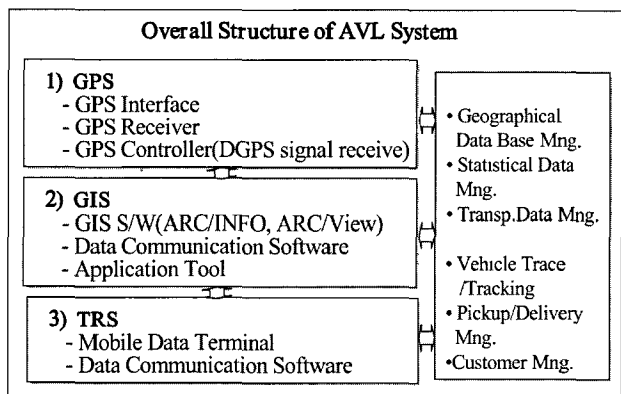 Overall Structure of AVL System
1) GPS
- GPS Interface
- GPS Receiver
- GPS Controller(DGPS signal receive)
2) GIS
- GIS S/W(ARC/INFO, ARC/View)
- Data Communication Software
- Application Tool
3) TRS
- Mobile Data Terminal
- Data Communication Software
• Geographical
Data Base Mng.
• Statistical Data
Mng.
• Transp.Data Mng.
• Vehicle Trace
/Tracking
• Pickup/Delivery
Mng.
•Customer Mng.